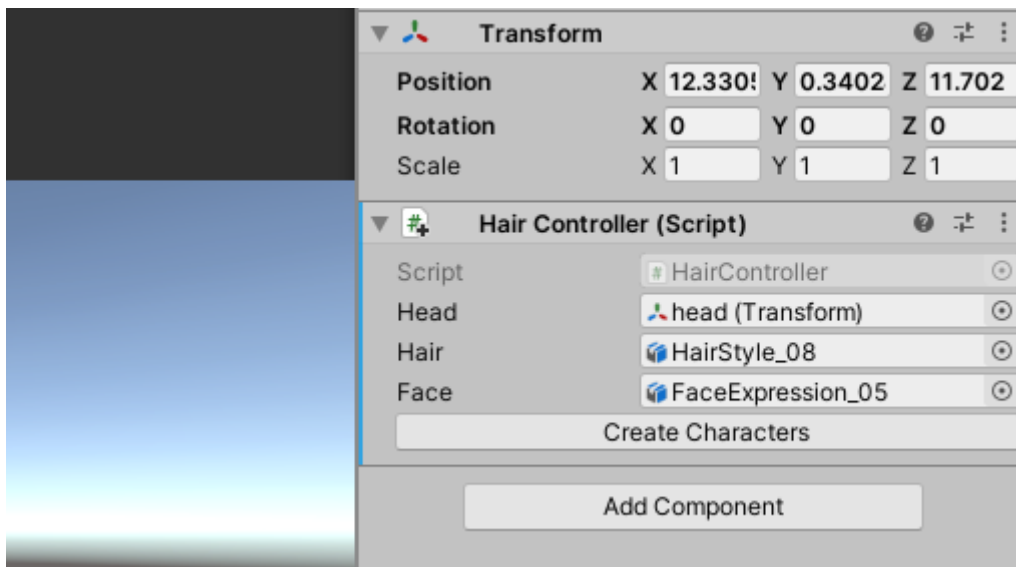 Transform
Position X 12.3305 Y 0.3402 Z 11.702
Rotation X 0 Y 0 Z 0
Scale X 1 Y 1 Z 1
Hair Controller (Script)
Script HairController
Head head (Transform)
Hair HairStyle_08
Face FaceExpression_05
Create Characters
Add Component